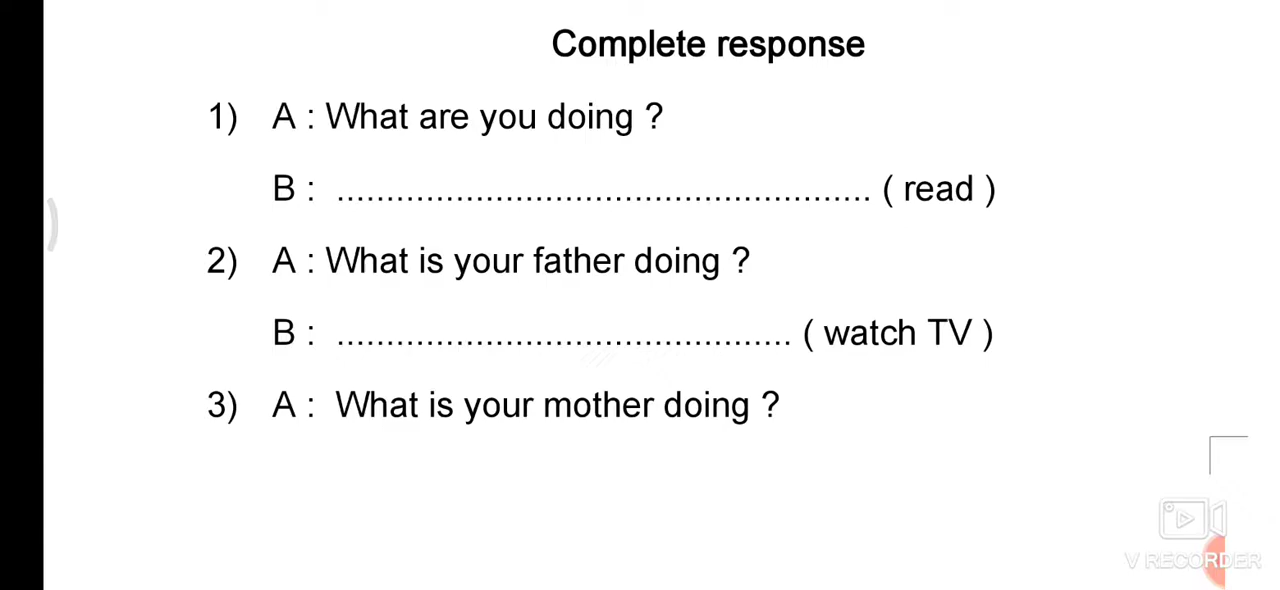 Complete response
1) A : What are you doing ?
B : ...................................................... ( read )
2) A : What is your father doing ?
B : .............................................. ( watch TV )
3) A : What is your mother doing ?
V RECORDER